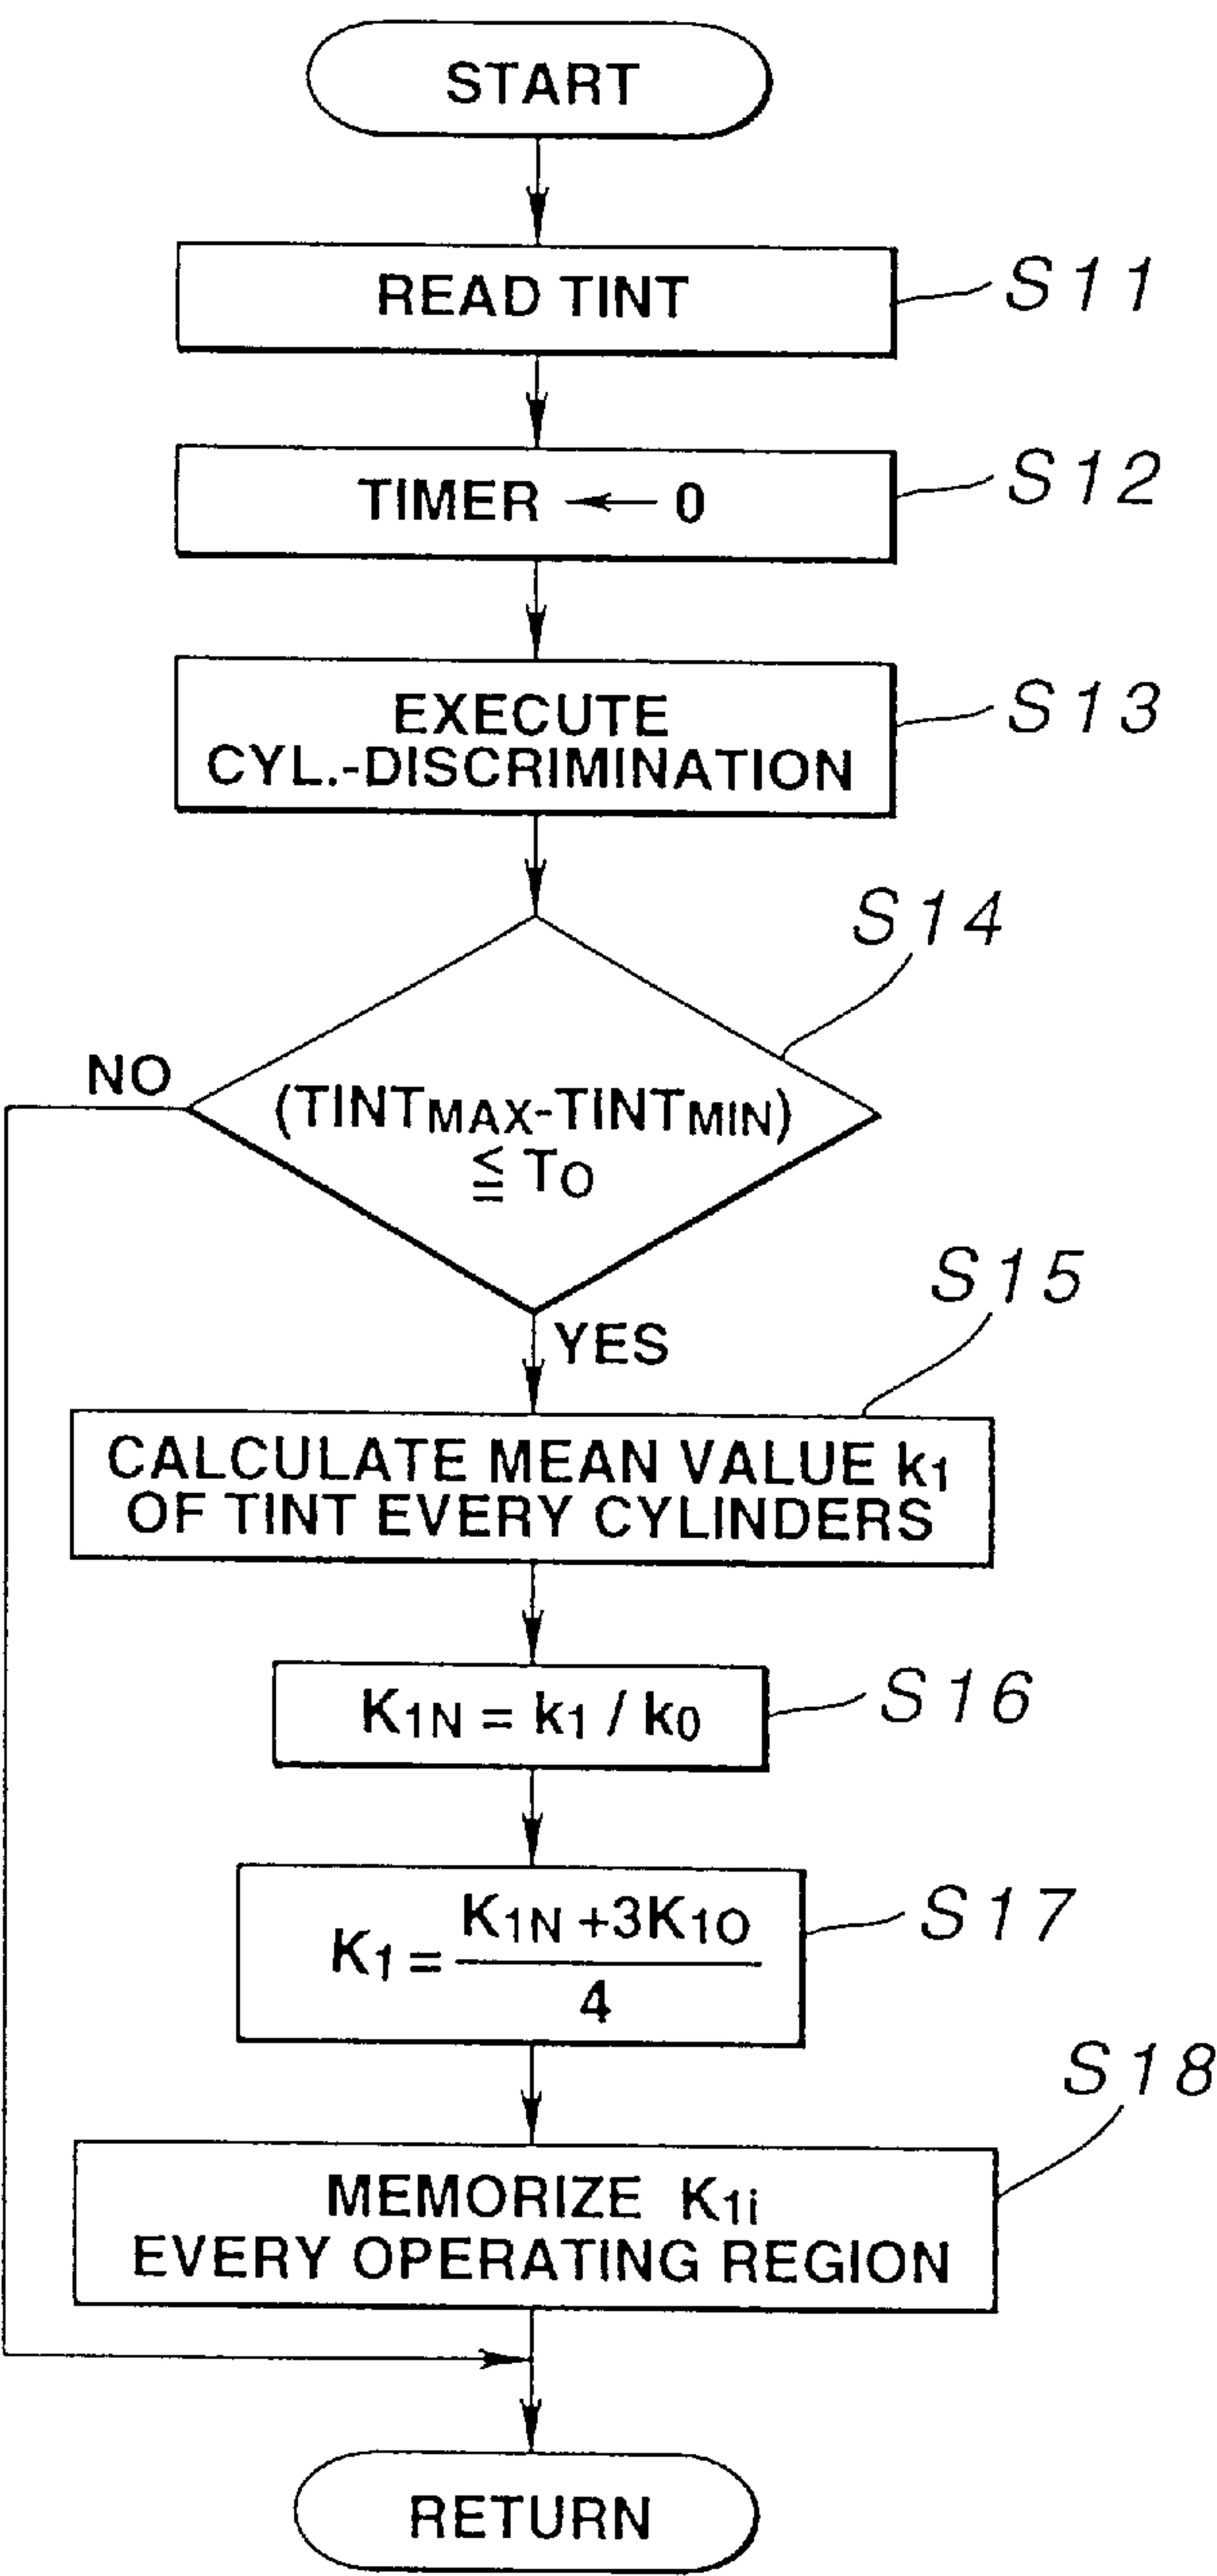 START
READ TINT
S11
TIMER ← 0
S12
EXECUTE
CYL.-DISCRIMINATION
S13
S14
NO
(TINTMAX-TINTMIN)
≦ TO
YES
S15
CALCULATE MEAN VALUE k1
OF TINT EVERY CYLINDERS
K1N = k1 / k0
S16
K1 = K1N +3K1O
4
S17
S18
MEMORIZE K1i
EVERY OPERATING REGION
RETURN